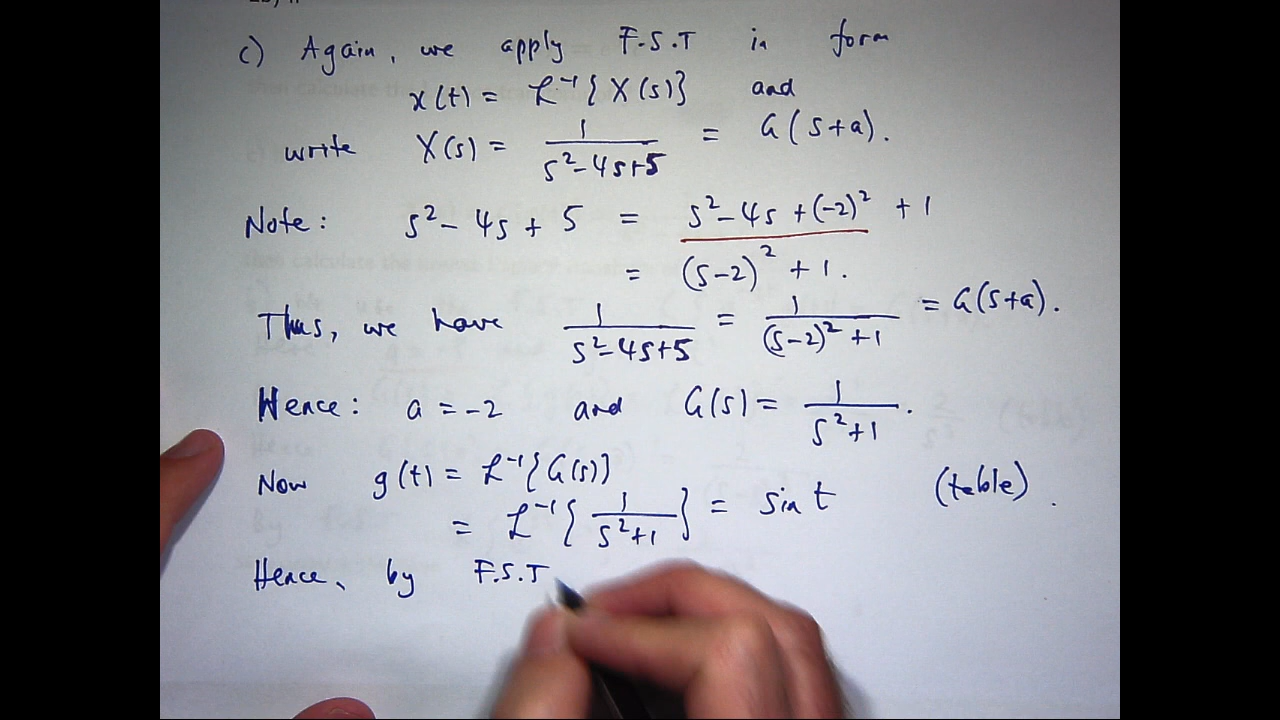 c) Again, we apply F.S.T in form
x(t) = ℒ⁻¹{X(s)} and
write X(s) = 1/(s²-4s+5) = G(s+a).
Note: s²-4s+5 = s²-4s+(-2)² + 1
= (s-2)² + 1.
Thus, we have 1/(s²-4s+5) = 1/((s-2)²+1) = G(s+a).
Hence: a = -2 and G(s) = 1/(s²+1).
Now g(t) = ℒ⁻¹{G(s)}
= ℒ⁻¹{1/(s²+1)} = sin t (table).
Hence, by F.S.T